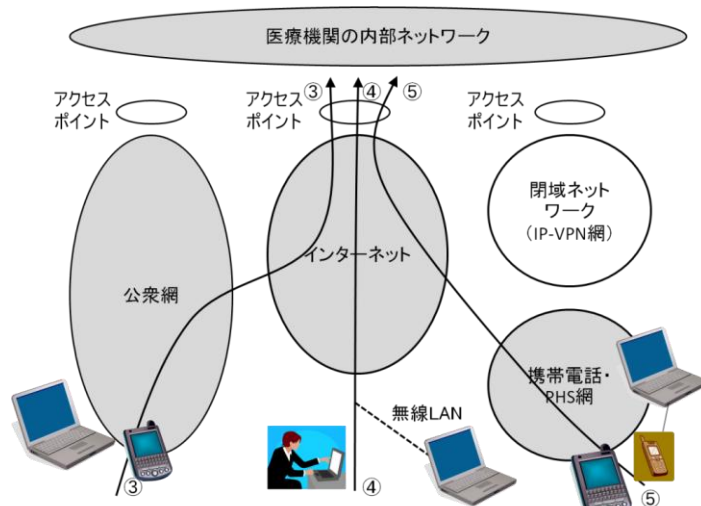 医療機関の内部ネットワーク
③
④
⑤
アクセス
ポイント
アクセス
ポイント
アクセス
ポイント
閉域ネット
ワーク
（IP-VPN網）
インターネット
公衆網
携帯電話・
PHS網
無線LAN
③
④
⑤